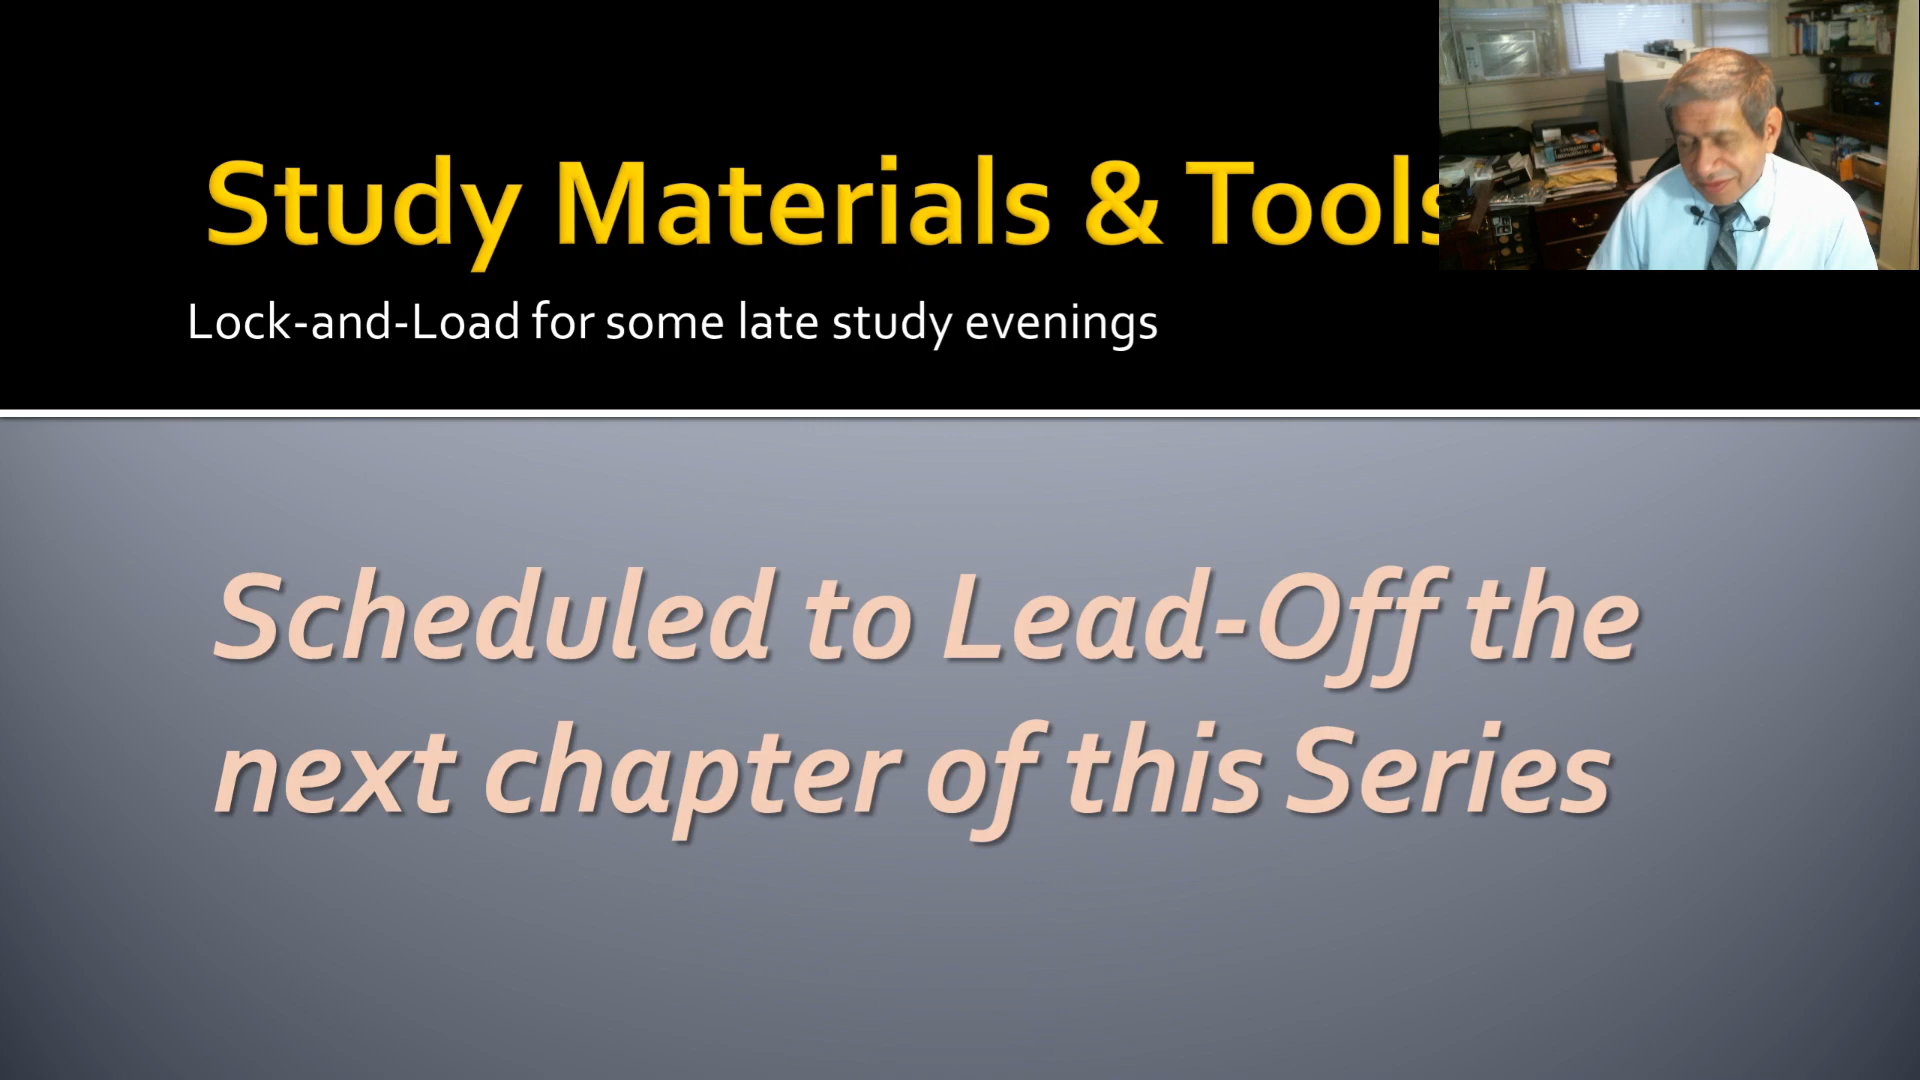 Study Materials & Tools
Lock-and-Load for some late study evenings
Scheduled to Lead-Off the
next chapter of this Series